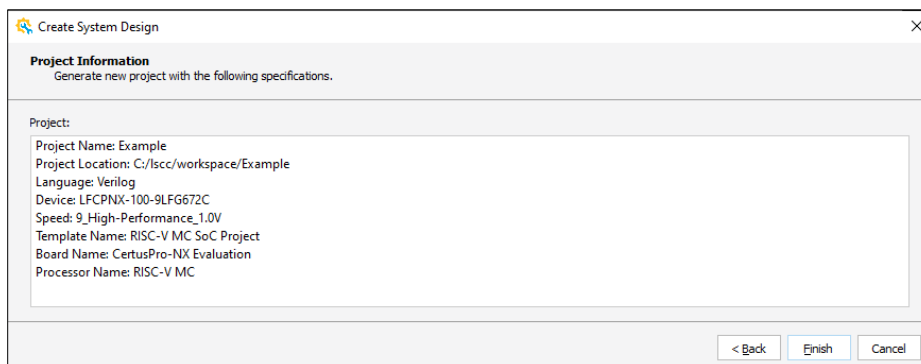 Create System Design
Project Information
Generate new project with the following specifications.
Project:
Project Name: Example
Project Location: C:/lscc/workspace/Example
Language: Verilog
Device: LFCPNX-100-9LFG672C
Speed: 9_High-Performance_1.0V
Template Name: RISC-V MC SoC Project
Board Name: CertusPro-NX Evaluation
Processor Name: RISC-V MC
< Back Finish Cancel